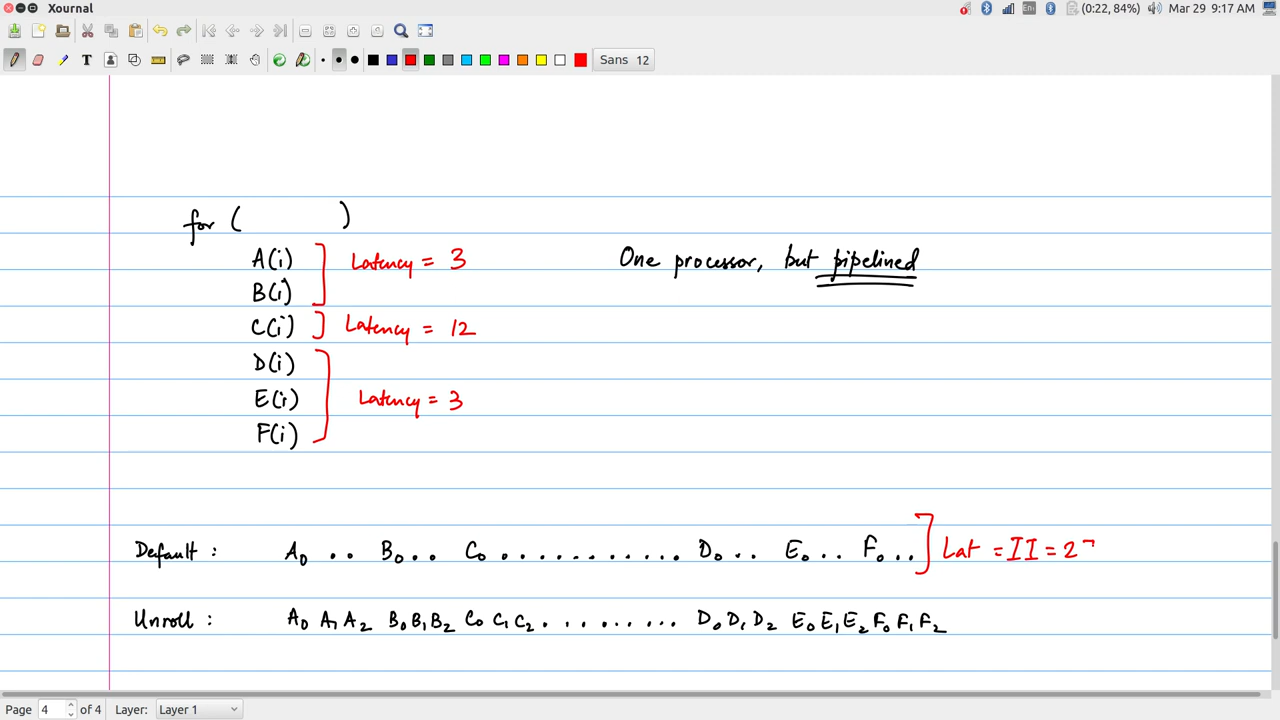 Xournal
(0:22, 84%) Mar 29 9:17 AM
Sans 12
for ( )
A(i)
B(i)
Latency = 3
One processor, but pipelined
C(i)
Latency = 12
D(i)
E(i)
F(i)
Latency = 3
Default : A₀ . . B₀ . . C₀ . . . . . . . . . . . D₀ . . E₀ . . F₀ . . ] Lat = II = 2
Unroll : A₀ A₁ A₂ B₀ B₁ B₂ C₀ C₁ C₂ . . . . . . . . . D₀ D₁ D₂ E₀ E₁ E₂ F₀ F₁ F₂
Page 4 of 4 Layer: Layer 1